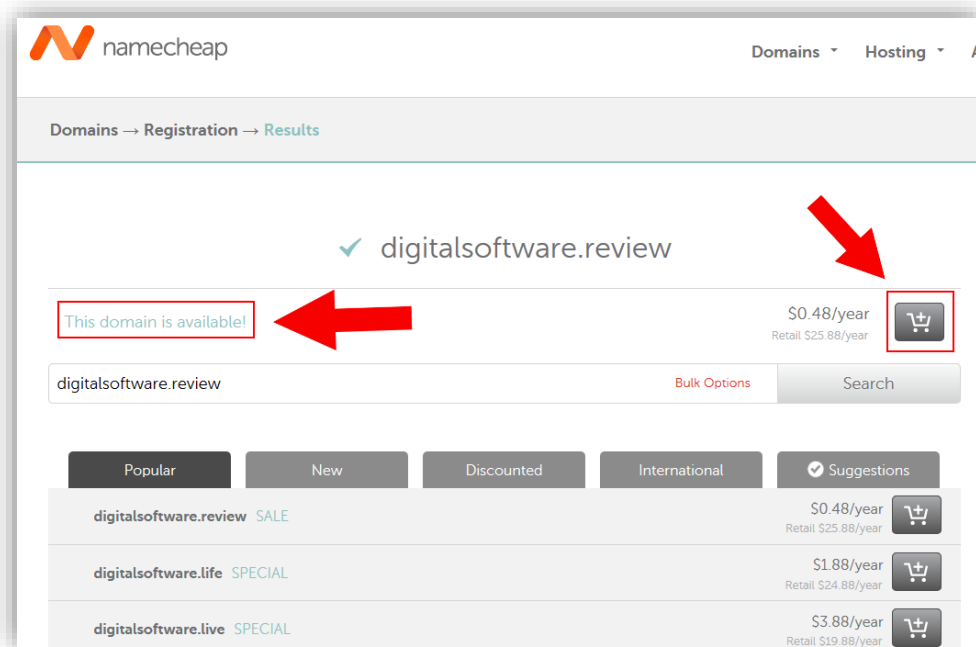 namecheap
Domains Hosting A
Domains → Registration → Results
digitalsoftware.review
This domain is available!
$0.48/year
Retail $25.88/year
digitalsoftware.review Bulk Options Search
Popular New Discounted International Suggestions
digitalsoftware.review SALE $0.48/year
Retail $25.88/year
digitalsoftware.life SPECIAL $1.88/year
Retail $24.88/year
digitalsoftware.live SPECIAL $3.88/year
Retail $19.88/year